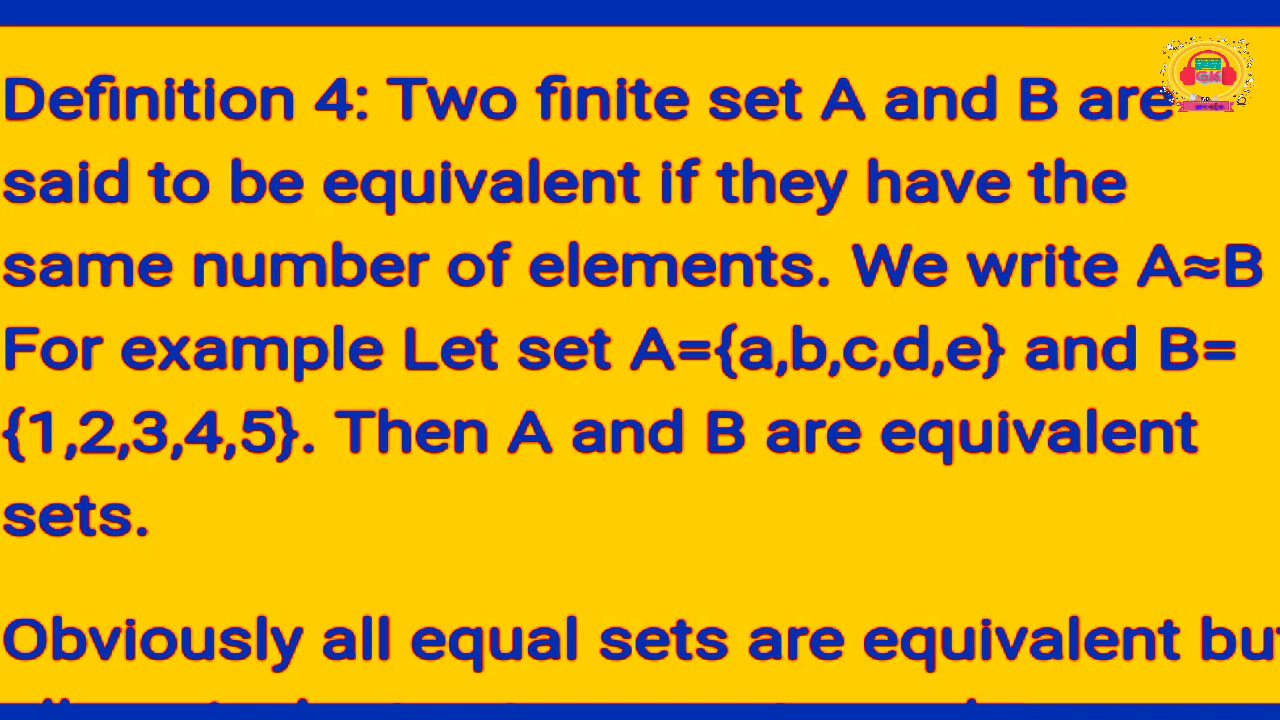 Definition 4: Two finite set A and B are
said to be equivalent if they have the
same number of elements. We write A≈B
For example Let set A={a,b,c,d,e} and B=
{1,2,3,4,5}. Then A and B are equivalent
sets.
Obviously all equal sets are equivalent but
GK